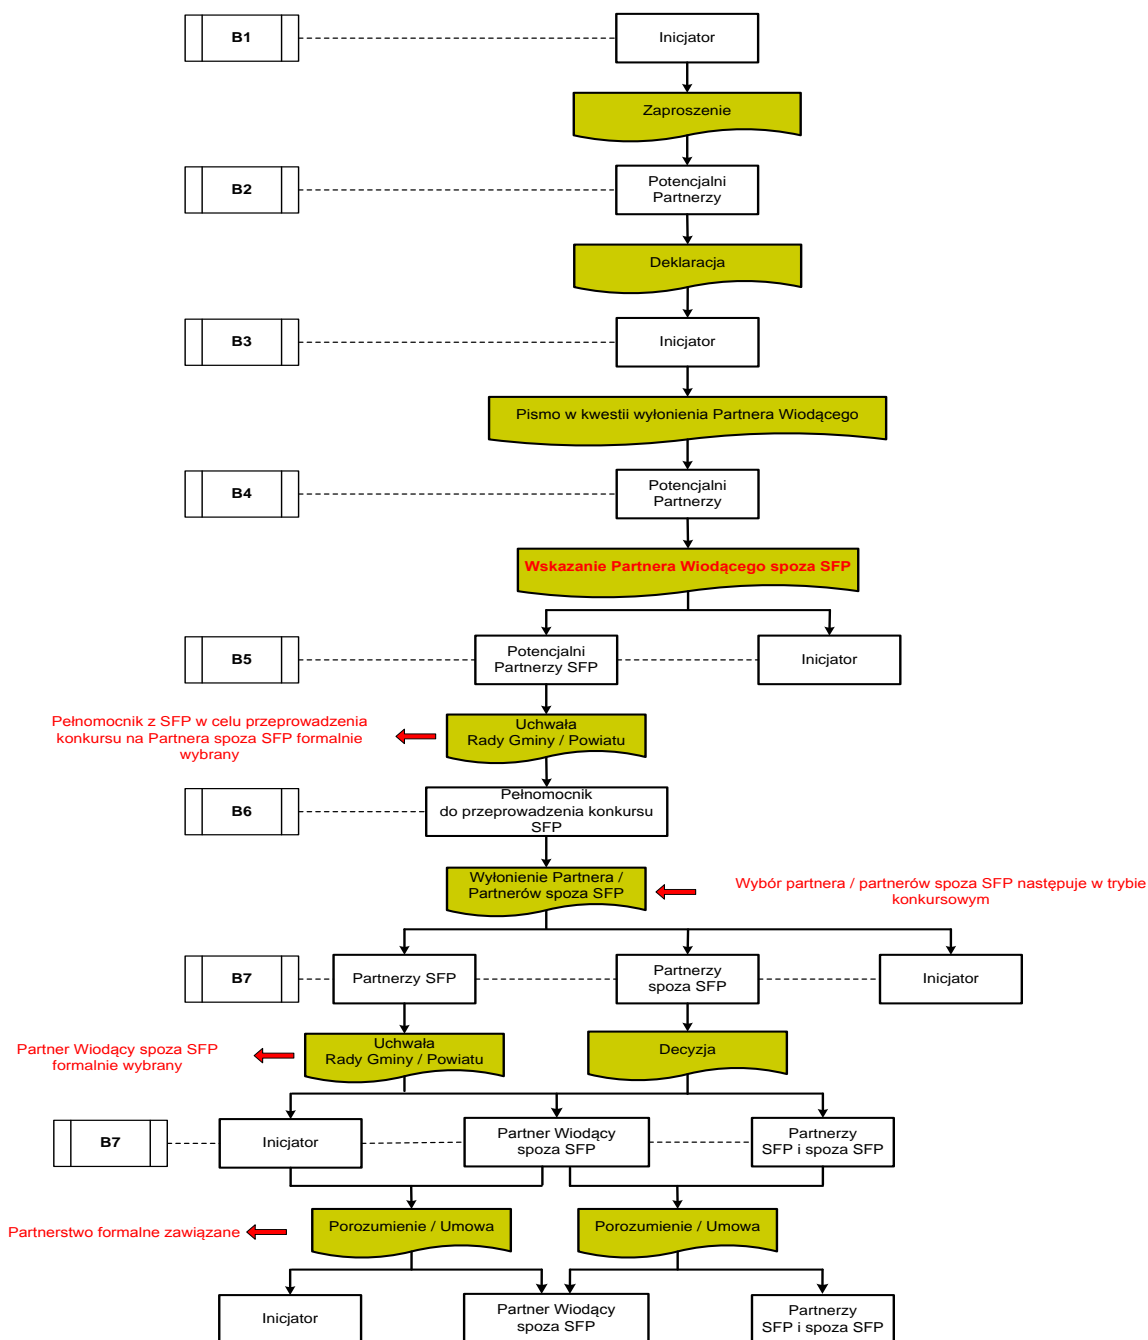 B1
Inicjator
Zaproszenie
B2
Potencjalni
Partnerzy
Deklaracja
B3
Inicjator
Pismo w kwestii wyłonienia Partnera Wiodącego
B4
Potencjalni
Partnerzy
Wskazanie Partnera Wiodącego spoza SFP
B5
Potencjalni
Partnerzy SFP
Inicjator
Pełnomocnik z SFP w celu przeprowadzenia
konkursu na Partnera spoza SFP formalnie
wybrany
Uchwała
Rady Gminy / Powiatu
B6
Pełnomocnik
do przeprowadzenia konkursu
SFP
Wyłonienie Partnera /
Partnerów spoza SFP
Wybór partnera / partnerów spoza SFP następuje w trybie
konkursowym
B7
Partnerzy SFP
Partnerzy
spoza SFP
Inicjator
Partner Wiodący spoza SFP
formalnie wybrany
Uchwała
Rady Gminy / Powiatu
Decyzja
B7
Inicjator
Partner Wiodący
spoza SFP
Partnerzy
SFP i spoza SFP
Partnerstwo formalne zawiązane
Porozumienie / Umowa
Porozumienie / Umowa
Inicjator
Partner Wiodący
spoza SFP
Partnerzy
SFP i spoza SFP